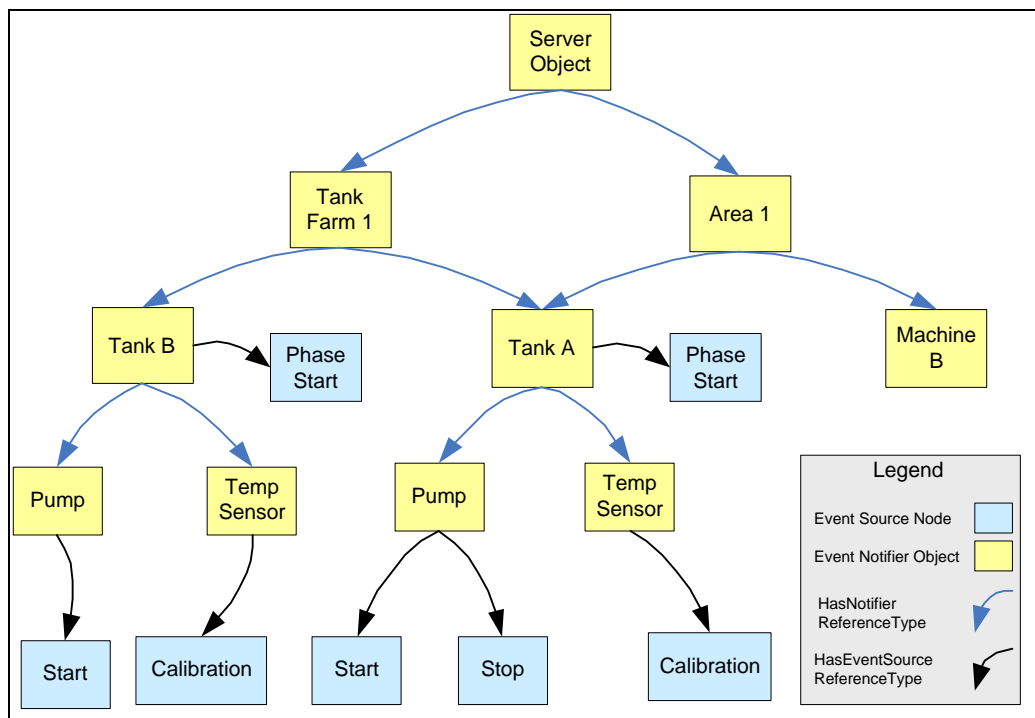 Server
Object
Tank
Farm 1
Area 1
Tank B
Phase
Start
Tank A
Phase
Start
Machine
B
Pump
Temp
Sensor
Pump
Temp
Sensor
Start
Calibration
Start
Stop
Calibration
Legend
Event Source Node
Event Notifier Object
HasNotifier
ReferenceType
HasEventSource
ReferenceType